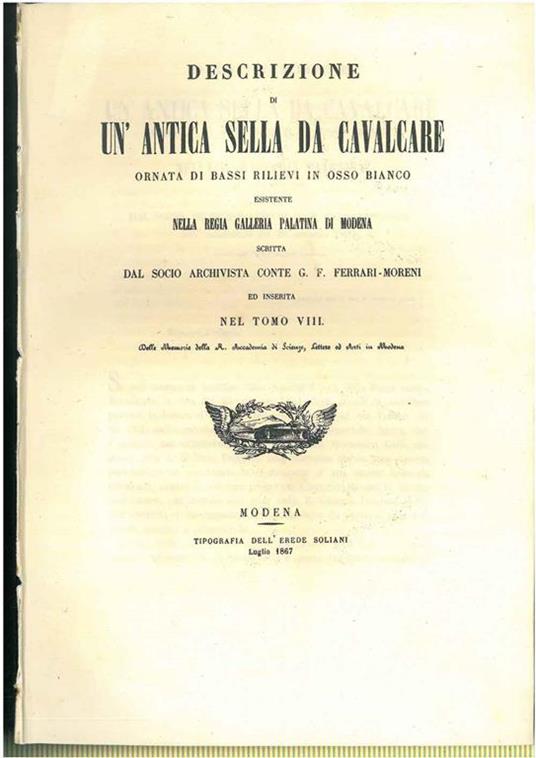 DESCRIZIONE
DI
UN' ANTICA SELLA DA CAVALCARE
ORNATA DI BASSI RILIEVI IN OSSO BIANCO
ESISTENTE
NELLA REGIA GALLERIA PALATINA DI MODENA
SCRITTA
DAL SOCIO ARCHIVISTA CONTE G. F. FERRARI-MORENI
ED INSERITA
NEL TOMO VIII.
Delle Memorie della R. Accademia di Scienze, Lettere ed Arti in Modena
MODENA
TIPOGRAFIA DELL' EREDE SOLIANI
Luglio 1867